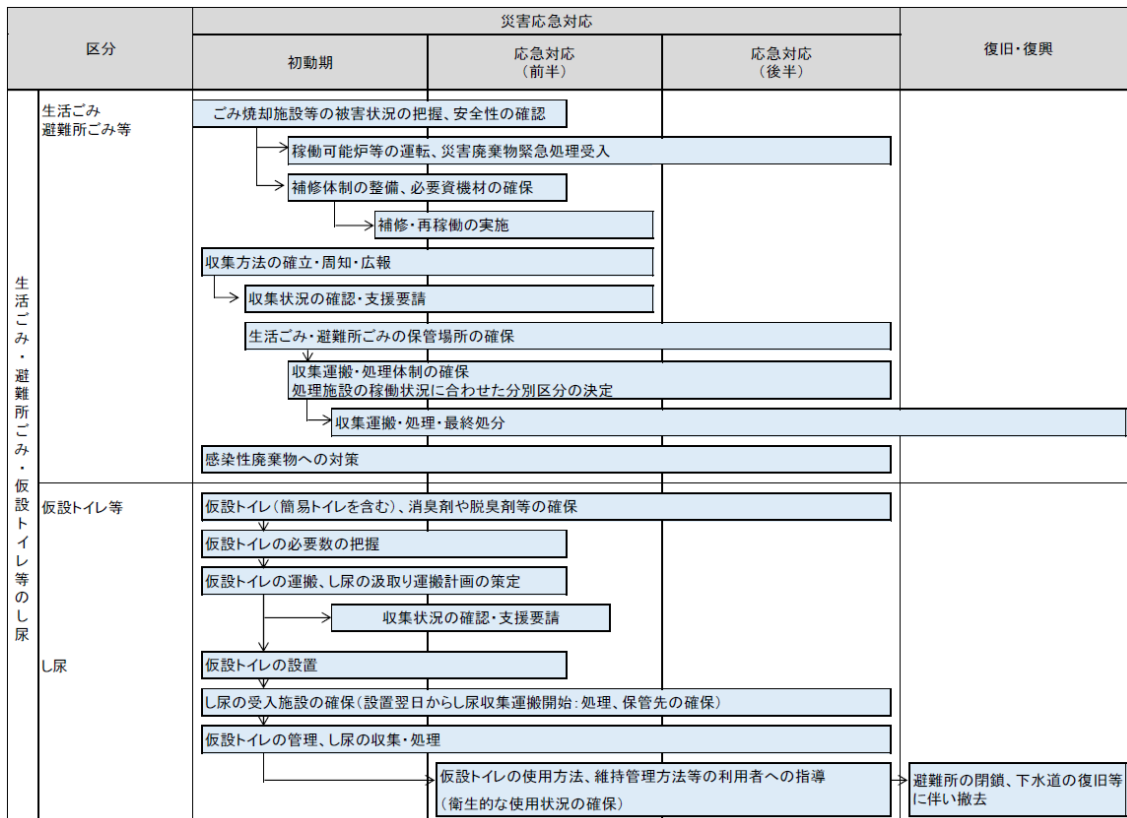 区分
災害応急対応
復旧・復興
初動期
応急対応
(前半)
応急対応
(後半)
生活ごみ・避難所ごみ・仮設トイレ等のし尿
生活ごみ
避難所ごみ等
ごみ焼却施設等の被害状況の把握、安全性の確認
稼働可能炉等の運転、災害廃棄物緊急処理受入
補修体制の整備、必要資機材の確保
補修・再稼働の実施
収集方法の確立・周知・広報
収集状況の確認・支援要請
生活ごみ・避難所ごみの保管場所の確保
収集運搬・処理体制の確保
処理施設の稼働状況に合わせた分別区分の決定
収集運搬・処理・最終処分
感染性廃棄物への対策
仮設トイレ等
仮設トイレ(簡易トイレを含む)、消臭剤や脱臭剤等の確保
仮設トイレの必要数の把握
仮設トイレの運搬、し尿の汲取り運搬計画の策定
収集状況の確認・支援要請
し尿
仮設トイレの設置
し尿の受入施設の確保(設置翌日からし尿収集運搬開始:処理、保管先の確保)
仮設トイレの管理、し尿の収集・処理
仮設トイレの使用方法、維持管理方法等の利用者への指導
(衛生的な使用状況の確保)
避難所の閉鎖、下水道の復旧等
に伴い撤去